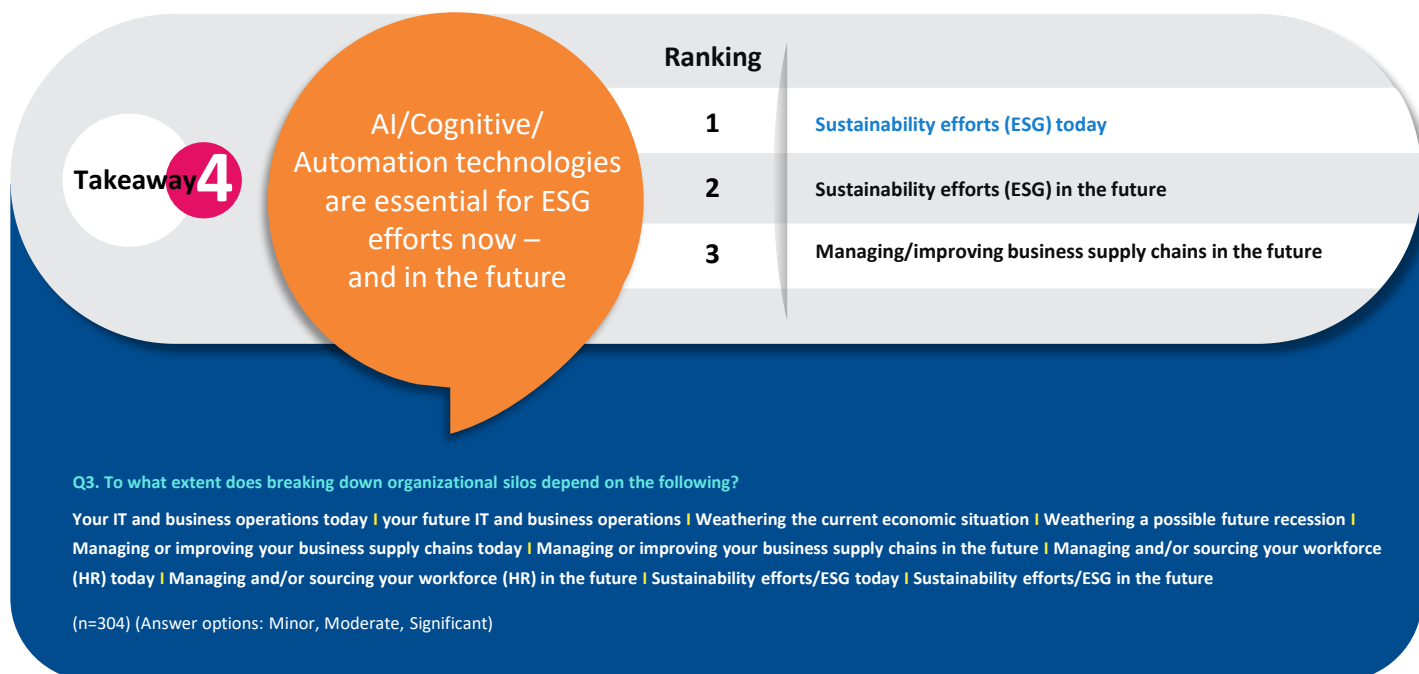 Takeaway 4
AI/Cognitive/
Automation technologies
are essential for ESG
efforts now –
and in the future
Ranking
1 Sustainability efforts (ESG) today
2 Sustainability efforts (ESG) in the future
3 Managing/improving business supply chains in the future
Q3. To what extent does breaking down organizational silos depend on the following?
Your IT and business operations today I your future IT and business operations I Weathering the current economic situation I Weathering a possible future recession I
Managing or improving your business supply chains today I Managing or improving your business supply chains in the future I Managing and/or sourcing your workforce
(HR) today I Managing and/or sourcing your workforce (HR) in the future I Sustainability efforts/ESG today I Sustainability efforts/ESG in the future
(n=304) (Answer options: Minor, Moderate, Significant)